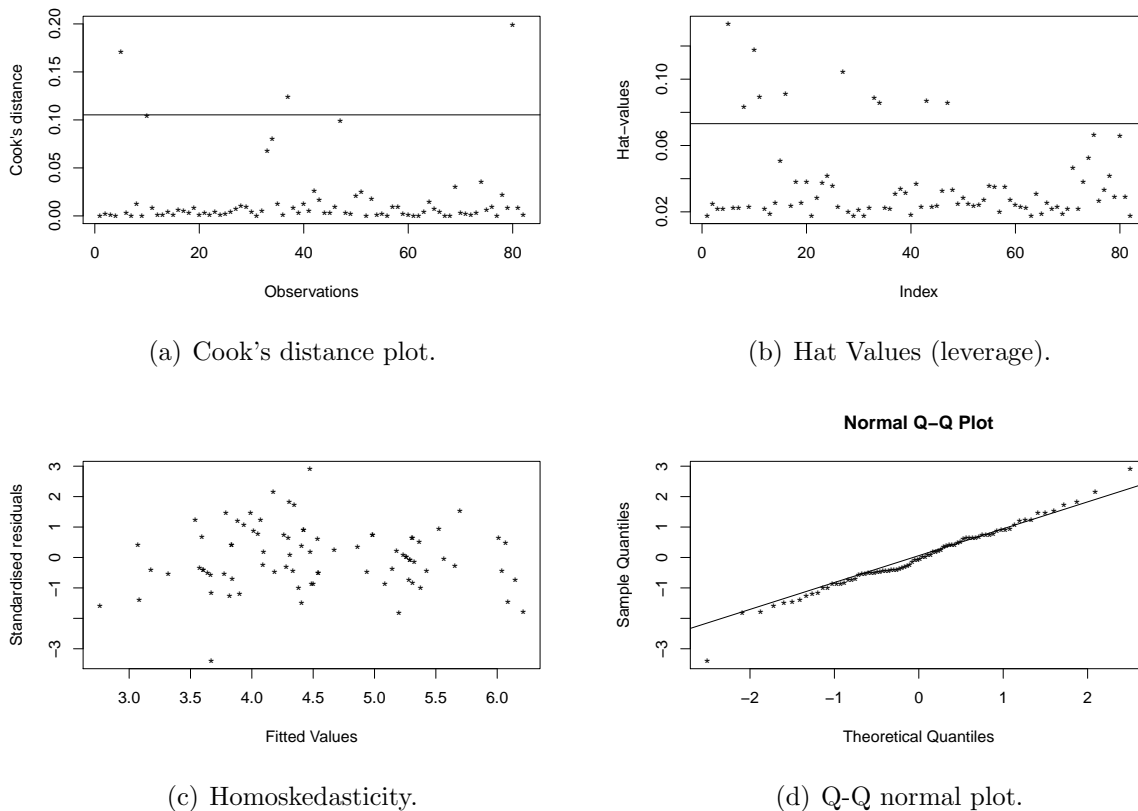 0.00 0.05 0.10 0.15 0.20
Cook's distance
0 20 40 60 80
Observations
(a) Cook's distance plot.
0.02 0.06 0.10
Hat−values
0 20 40 60 80
Index
(b) Hat Values (leverage).
−3 −1 0 1 2 3
Standardised residuals
3.0 3.5 4.0 4.5 5.0 5.5 6.0
Fitted Values
(c) Homoskedasticity.
Normal Q−Q Plot
−3 −1 0 1 2 3
Sample Quantiles
−2 −1 0 1 2
Theoretical Quantiles
(d) Q-Q normal plot.